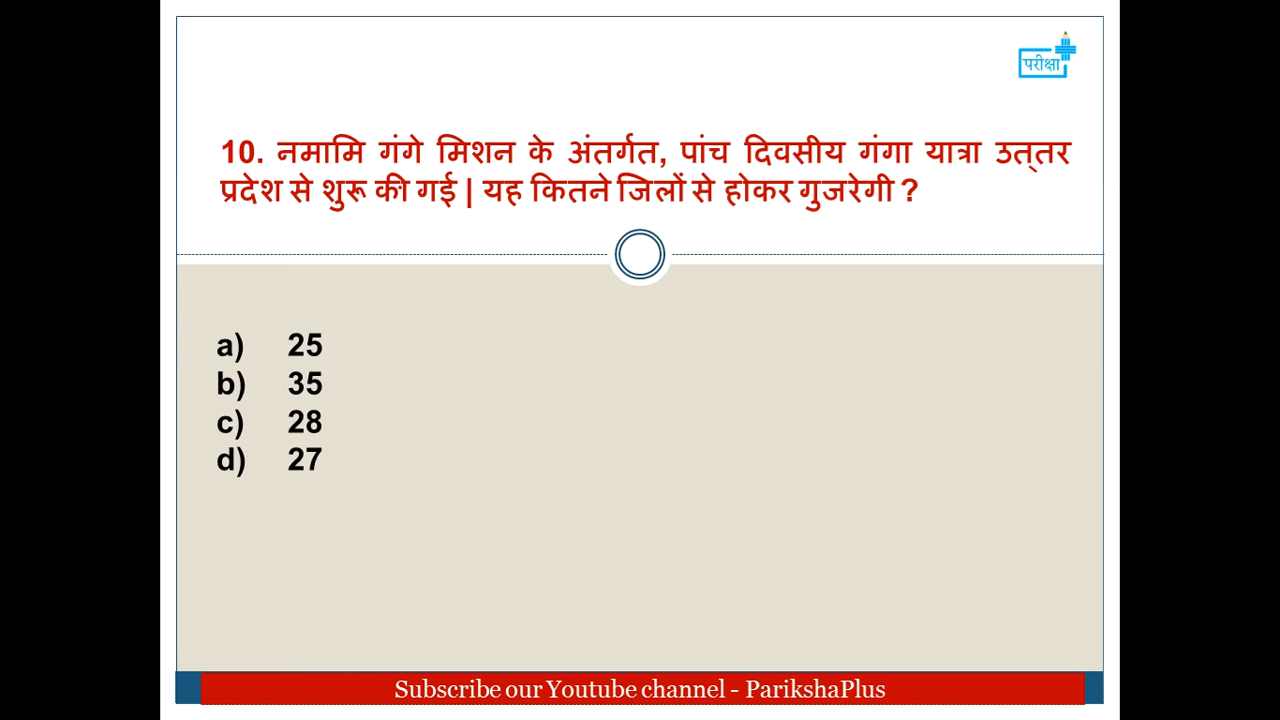 परीक्षा
10. नमामि गंगे मिशन के अंतर्गत, पांच दिवसीय गंगा यात्रा उत्तर
प्रदेश से शुरू की गई | यह कितने जिलों से होकर गुजरेगी ?
a) 25
b) 35
c) 28
d) 27
Subscribe our Youtube channel - ParikshaPlus